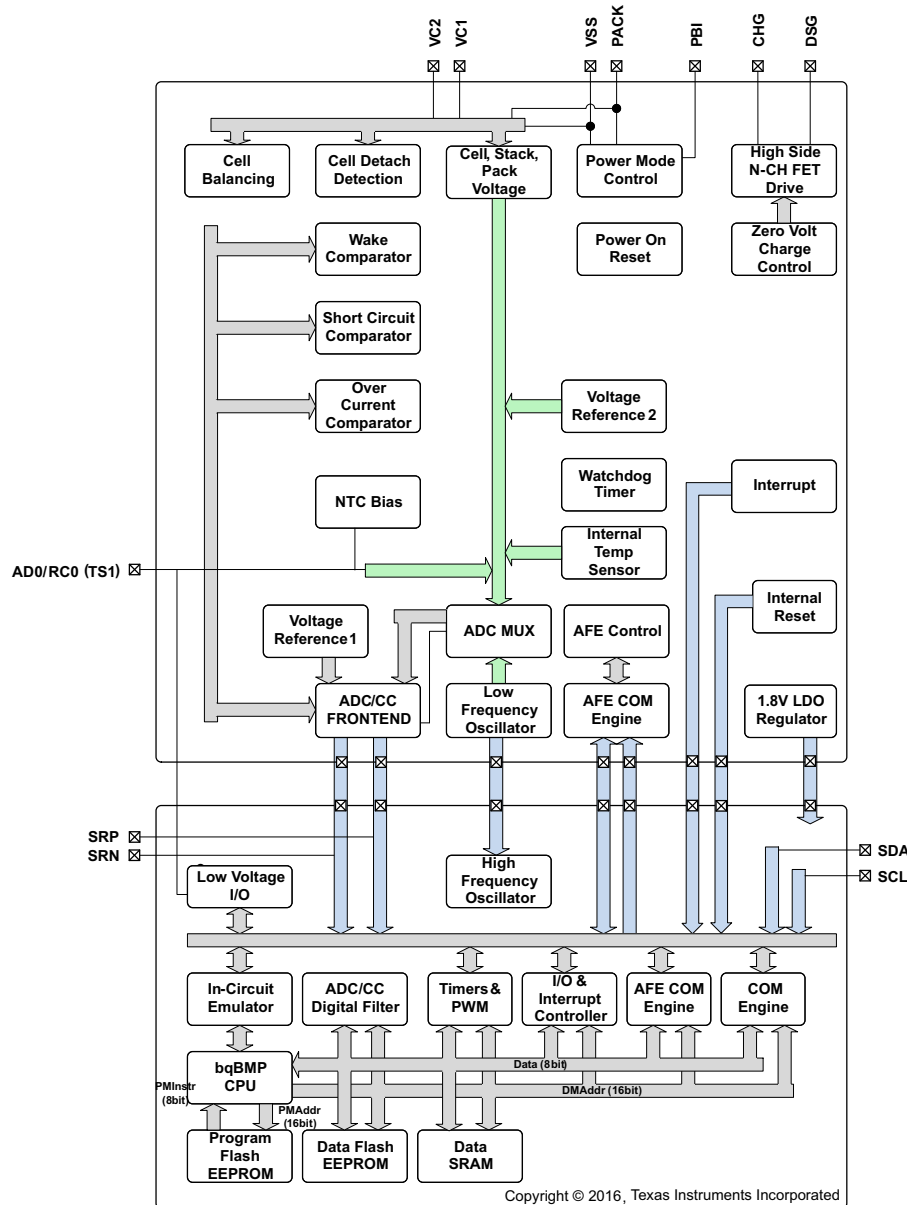 VC2
VC1
VSS
PACK
PBI
CHG
DSG
Cell
Balancing
Cell Detach
Detection
Cell, Stack,
Pack
Voltage
Power Mode
Control
High Side
N-CH FET
Drive
Wake
Comparator
Power On
Reset
Zero Volt
Charge
Control
Short Circuit
Comparator
Over
Current
Comparator
Voltage
Reference 2
NTC Bias
Watchdog
Timer
Interrupt
AD0/RC0 (TS1)
Internal
Temp
Sensor
Voltage
Reference 1
ADC MUX
AFE Control
Internal
Reset
ADC/CC
FRONTEND
Low
Frequency
Oscillator
AFE COM
Engine
1.8V LDO
Regulator
SRP
SRN
SDA
SCL
Low Voltage
I/O
High
Frequency
Oscillator
In-Circuit
Emulator
ADC/CC
Digital Filter
Timers &
PWM
I/O &
Interrupt
Controller
AFE COM
Engine
COM
Engine
bqBMP
CPU
Data (8bit)
PMInstr
(8bit)
DMAddr (16bit)
PMAddr
(16bit)
Program
Flash
EEPROM
Data Flash
EEPROM
Data
SRAM
Copyright © 2016, Texas Instruments Incorporated